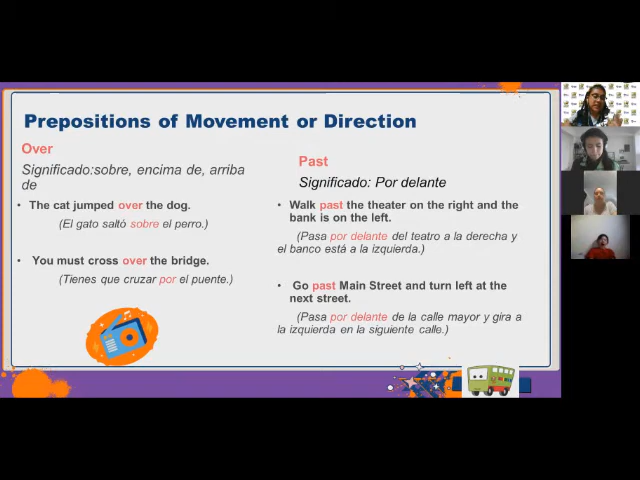 Prepositions of Movement or Direction
Over
Significado:sobre, encima de, arriba
de
• The cat jumped over the dog.
(El gato saltó sobre el perro.)
• You must cross over the bridge.
(Tienes que cruzar por el puente.)
Past
Significado: Por delante
• Walk past the theater on the right and the
bank is on the left.
(Pasa por delante del teatro a la derecha y
el banco está a la izquierda.)
• Go past Main Street and turn left at the
next street.
(Pasa por delante de la calle mayor y gira a
la izquierda en la siguiente calle.)